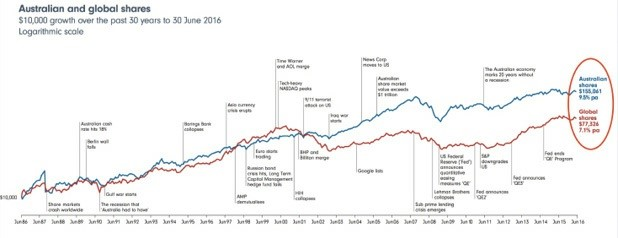 Australian and global shares
$10,000 growth over the past 30 years to 30 June 2016
Logarithmic scale
Time Warner
and AOL merge
News Corp
moves to US
Tech-heavy
NASDAQ peaks
Australian
share market
value exceeds
$1 trillion
The Australian economy
marks 20 years without
a recession
Australian
shares
$155,061
9.5% pa
Asia currency
crisis erupts
9/11 terrorist
attack on US
Iraq war
starts
Global
shares
$77,526
7.1% pa
Australian cash
rate hits 18%
Barings Bank
collapses
Berlin wall
falls
Euro starts
trading
BHP and
Billiton merge
US Federal
Reserve ('Fed')
announces
quantitative
easing
measures 'QE'
S&P
downgrades
US
Fed ends
'QE' Program
Russian bond
crisis hits, Long Term
Capital Management
hedge fund fails
Google lists
Fed announces
'QE3'
Gulf war starts
HIH
collapses
Lehman Brothers
collapses
Fed announces
'QE2'
$10,000
Share markets
crash worldwide
The recession that
'Australia had to have'
AMP
demutualises
Sub prime lending
crisis emerges
Jun 86 Jun 87 Jun 88 Jun 89 Jun 90 Jun 91 Jun 92 Jun 93 Jun 94 Jun 95 Jun 96 Jun 97 Jun 98 Jun 99 Jun 00 Jun 01 Jun 02 Jun 03 Jun 04 Jun 05 Jun 06 Jun 07 Jun 08 Jun 09 Jun 10 Jun 11 Jun 12 Jun 13 Jun 14 Jun 15 Jun 16